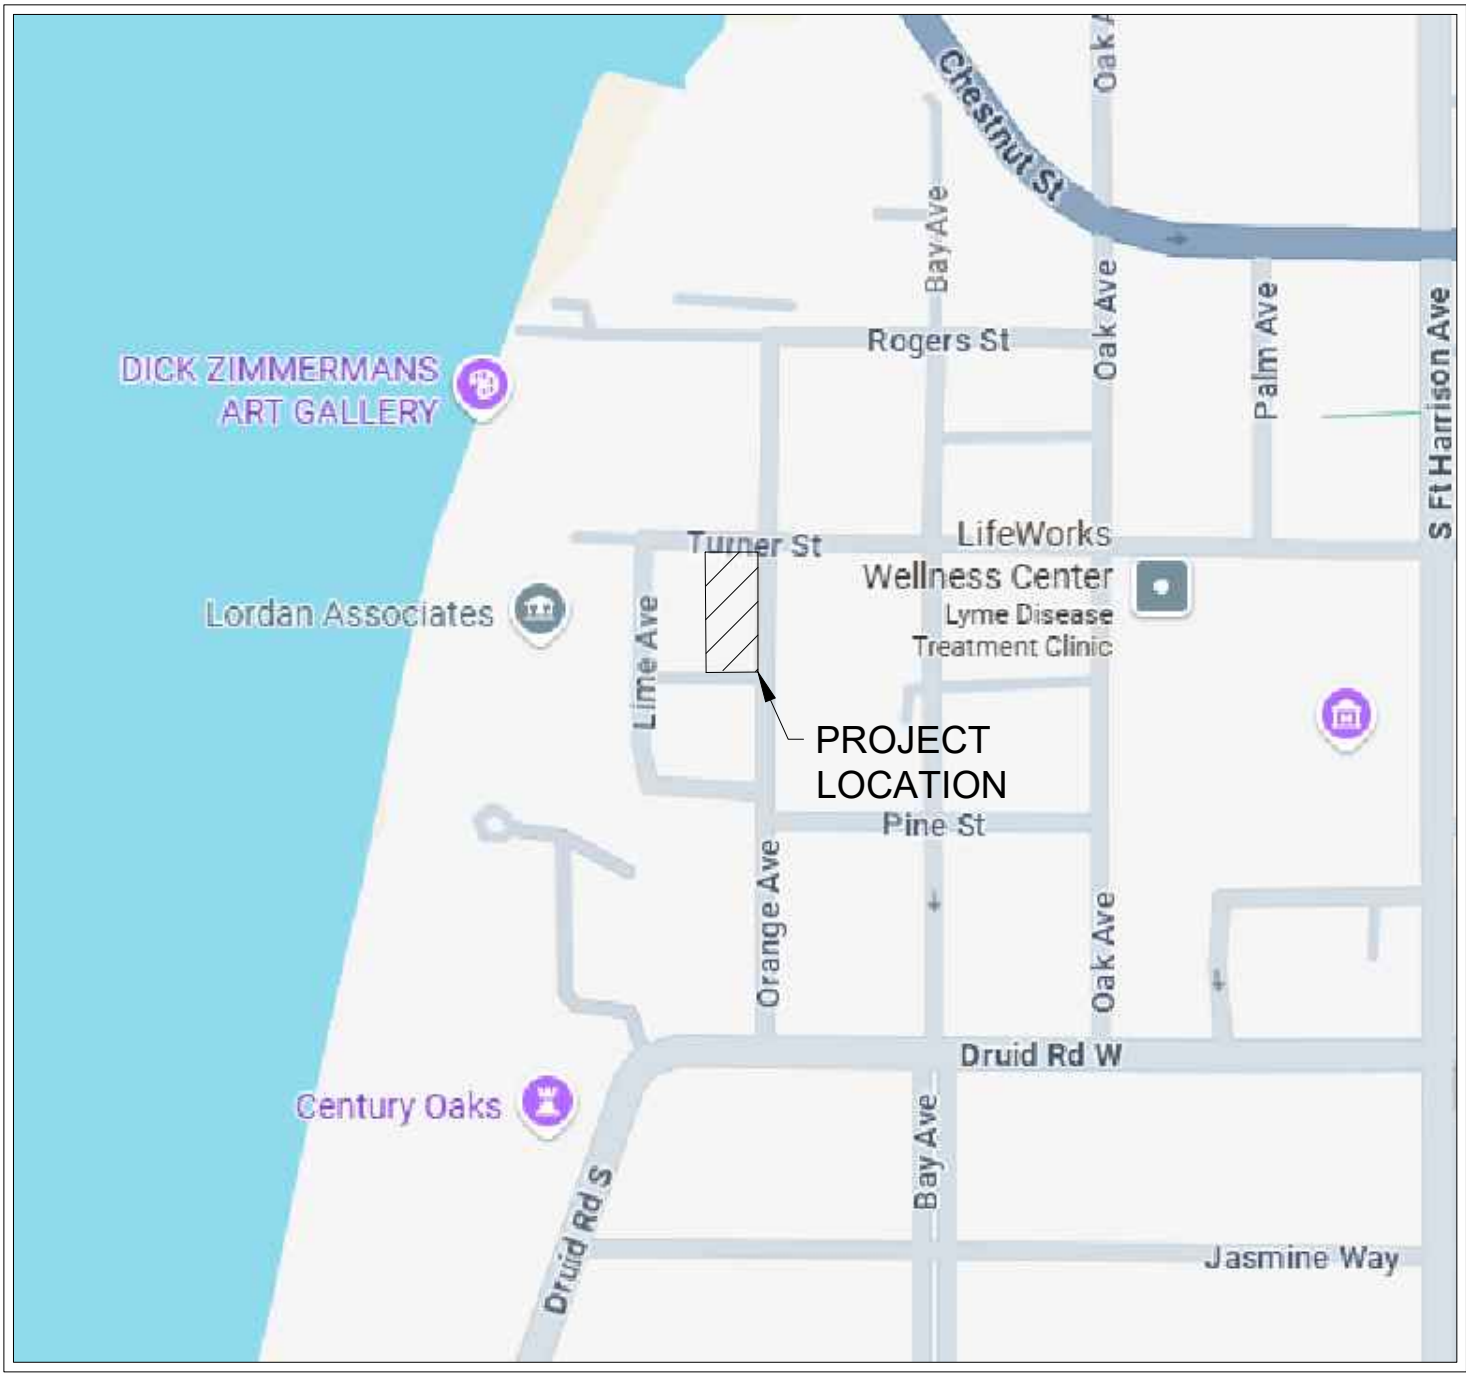 Oak A
Chestnut St
Bay Ave
Oak Ave
Palm Ave
S Ft Harrison Ave
Rogers St
DICK ZIMMERMANS
ART GALLERY
Turner St
LifeWorks
Wellness Center
Lyme Disease
Treatment Clinic
Lordan Associates
Lime Ave
PROJECT
LOCATION
Pine St
Orange Ave
Oak Ave
Druid Rd W
Century Oaks
Bay Ave
Druid Rd S
Jasmine Way